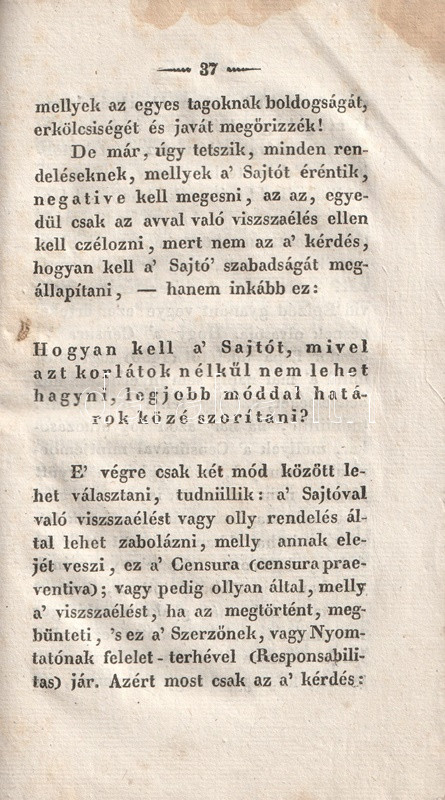 37
mellyek az egyes tagoknak boldogságát,
erkölcsiségét és javát megőrizzék!
De már, úgy tetszik, minden ren-
deléseknek, mellyek a' Sajtót éréntik,
negative kell megesni, az az, egye-
dül csak az avval való viszszaélés ellen
kell czélozni, mert nem az a' kérdés,
hogyan kell a' Sajtó' szabadságát meg-
állapítani, — hanem inkább ez:
Hogyan kell a' Sajtót, mivel
azt korlátok nélkűl nem lehet
hagyni, legjobb móddal hatá-
rok közé szorítani?
E' végre csak két mód között le-
het választani, tudniillik: a' Sajtóval
való viszszaélést vagy olly rendelés ál-
tal lehet zabolázni, melly annak ele-
jét veszi, ez a' Censura (censura prae-
ventiva); vagy pedig ollyan által, melly
a' viszszaélést, ha az megtörtént, meg-
bünteti, 's ez a' Szerzőnek, vagy Nyom-
tatónak felelet-terhével (Responsabili-
tas) jár. Azért most csak az a' kérdés: